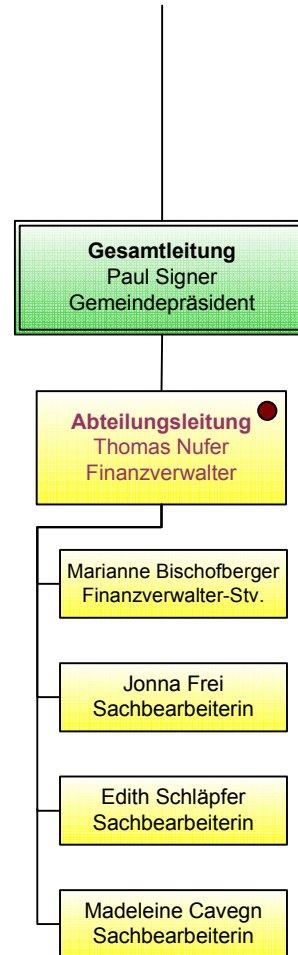 Gesamtleitung
Paul Signer
Gemeindepräsident
Abteilungsleitung
Thomas Nufer
Finanzverwalter
Marianne Bischofberger
Finanzverwalter-Stv.
Jonna Frei
Sachbearbeiterin
Edith Schläpfer
Sachbearbeiterin
Madeleine Cavegn
Sachbearbeiterin